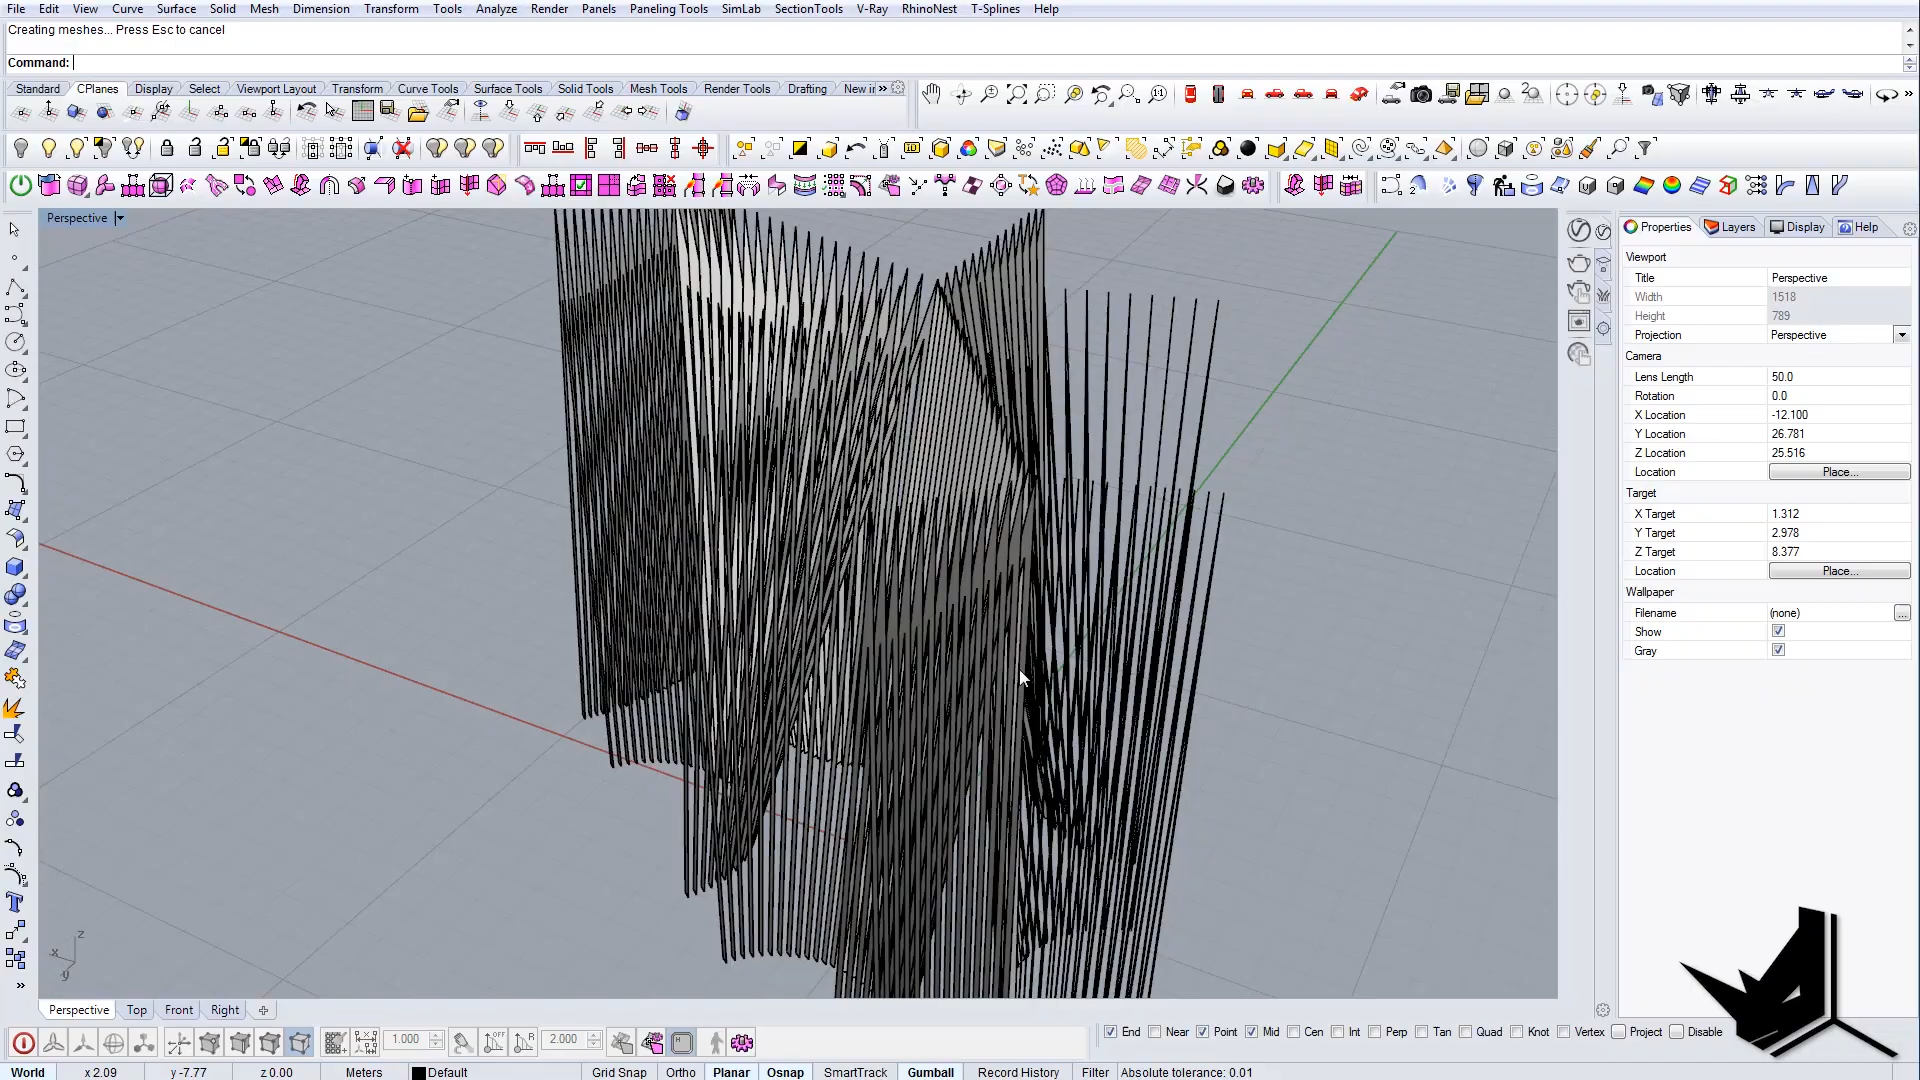 File Edit View Curve Surface Solid Mesh Dimension Transform Tools Analyze Render Panels Paneling Tools SimLab SectionTools V-Ray RhinoNest T-Splines Help
Creating meshes... Press Esc to cancel
Command:
Standard CPlanes Display Select Viewport Layout Transform Curve Tools Surface Tools Solid Tools Mesh Tools Render Tools Drafting New in
Perspective
Properties Layers Display Help
Viewport
Title Perspective
Width 1518
Height 789
Projection Perspective
Camera
Lens Length 50.0
Rotation 0.0
X Location -12.100
Y Location 26.781
Z Location 25.516
Location Place...
Target
X Target 1.312
Y Target 2.978
Z Target 8.377
Location Place...
Wallpaper
Filename (none) ...
Show
Gray
z
x
y
Perspective Top Front Right
1.000 2.000
End Near Point Mid Cen Int Perp Tan Quad Knot Vertex Project Disable
World x 2.09 y -7.77 z 0.00 Meters Default Grid Snap Ortho Planar Osnap SmartTrack Gumball Record History Filter Absolute tolerance: 0.01